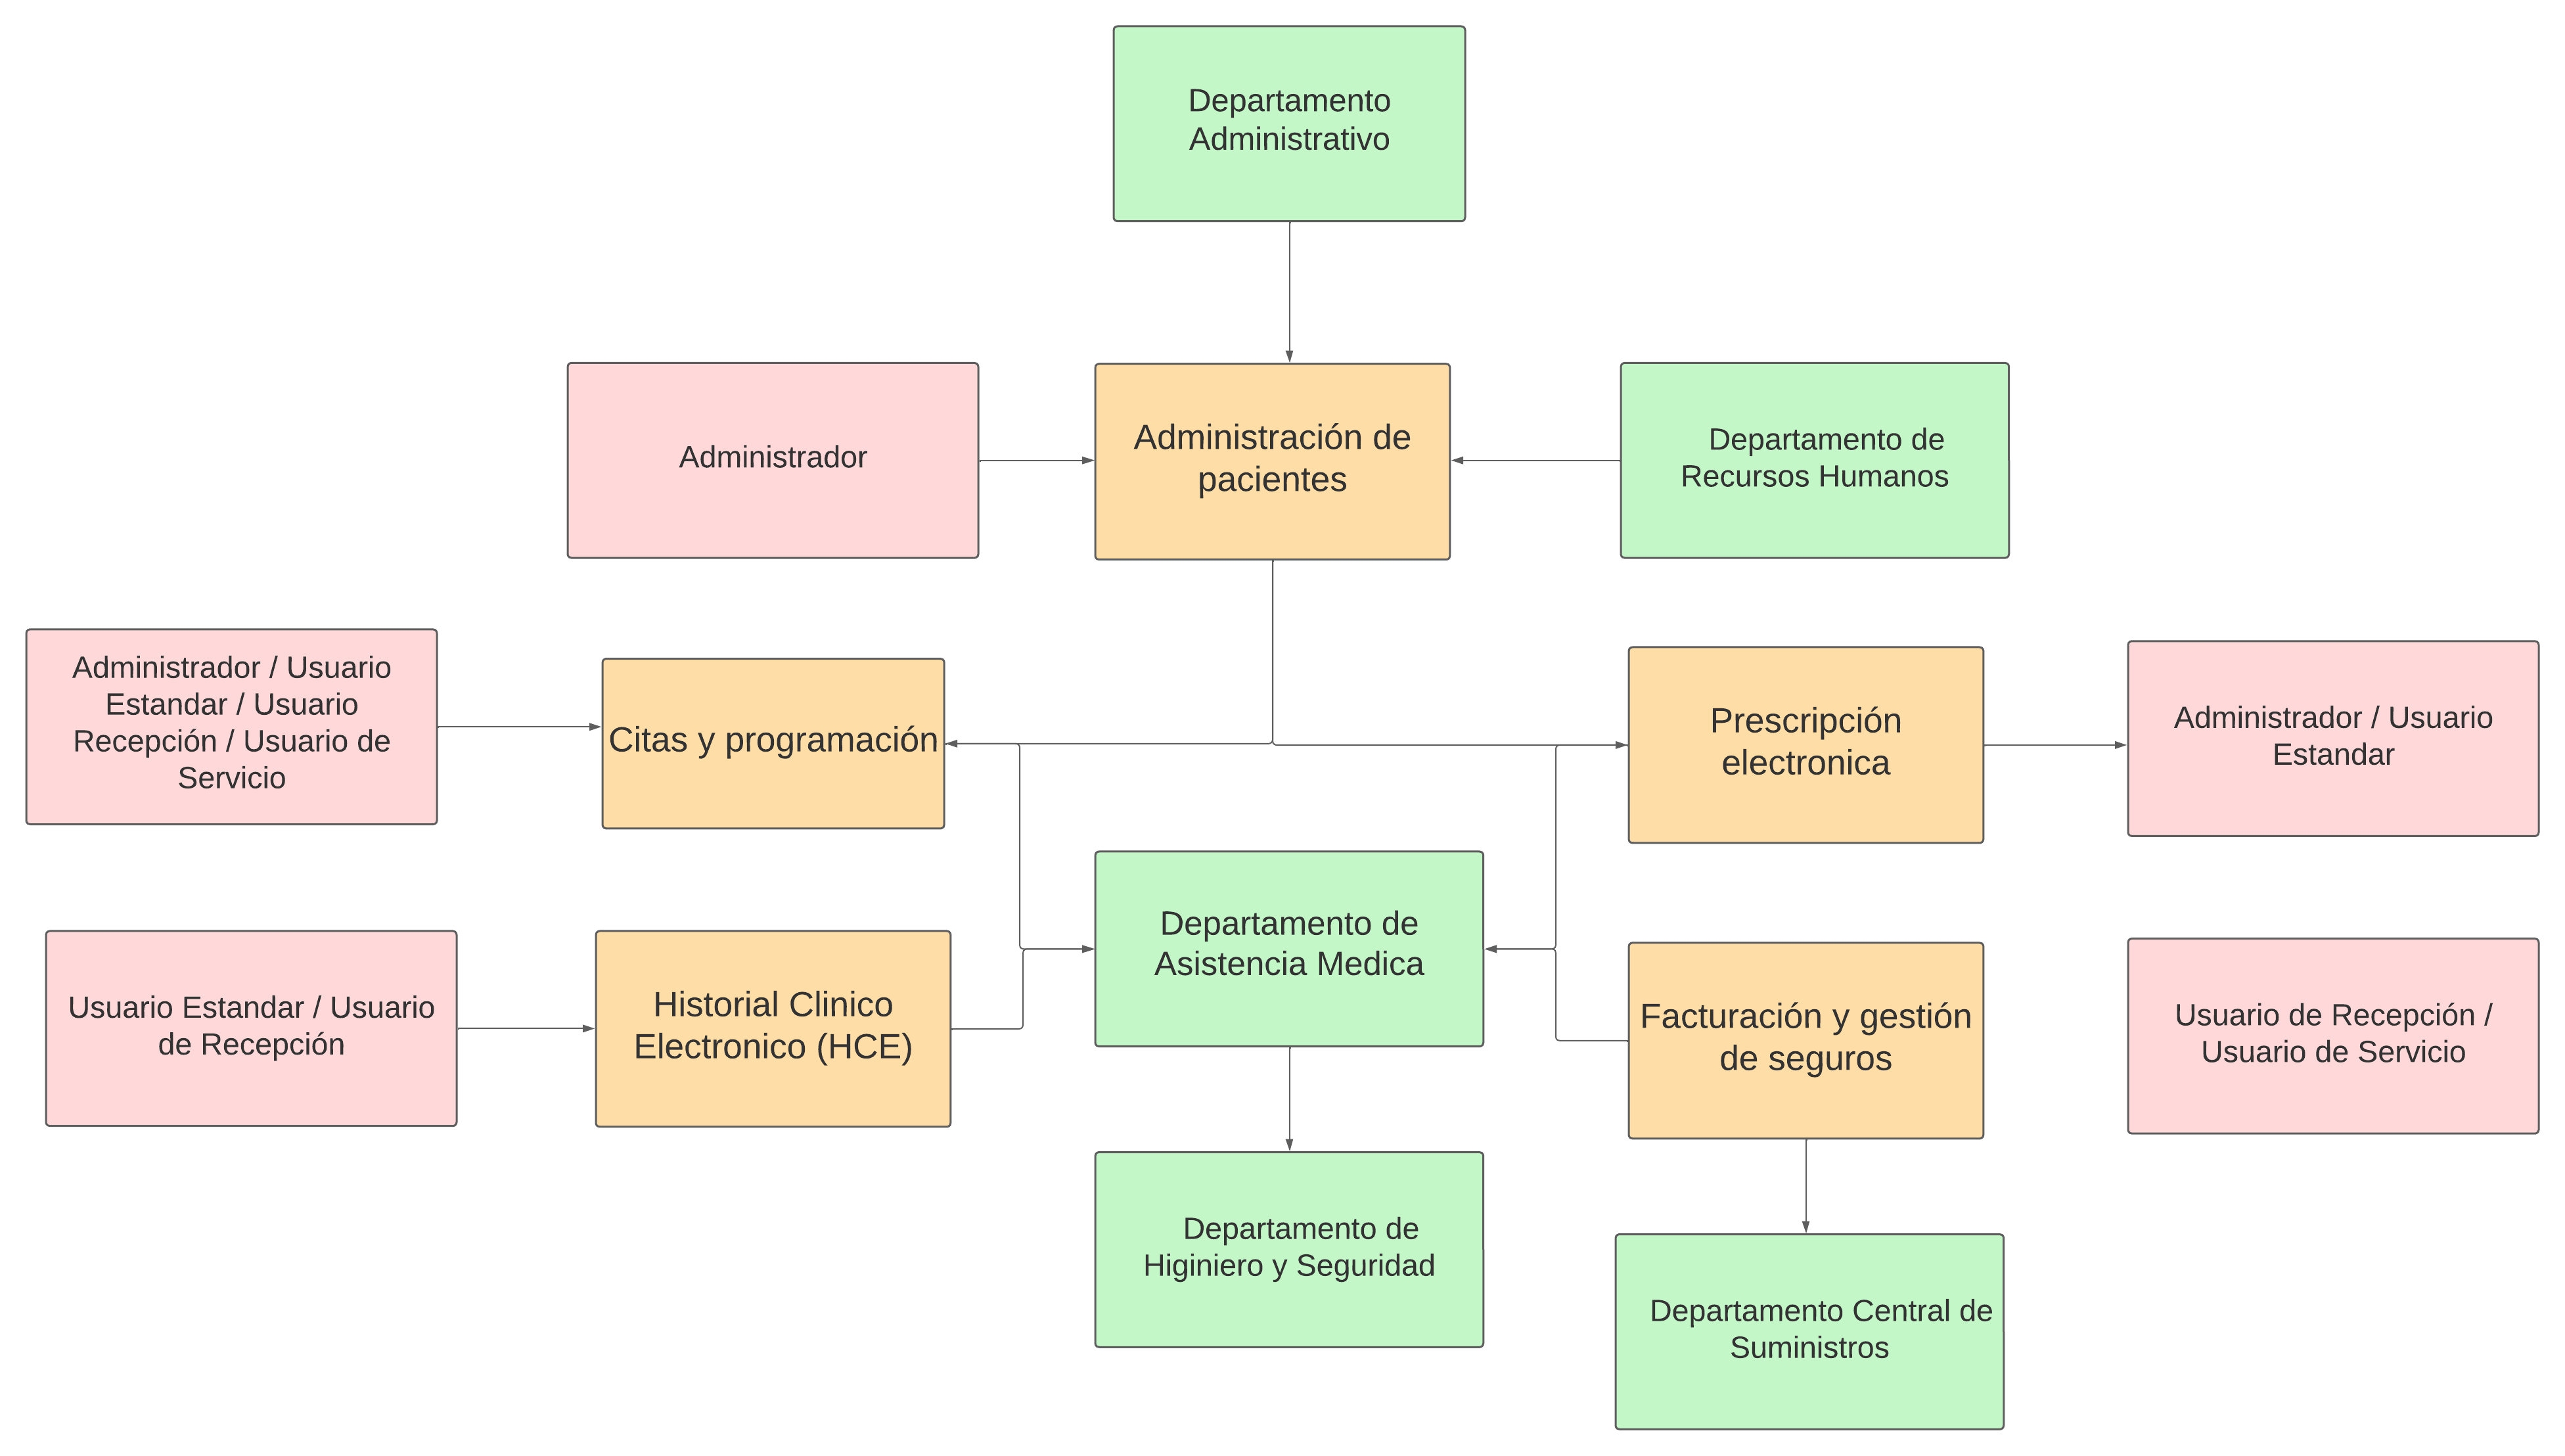 Departamento
Administrativo
Administrador
Administración de
pacientes
Departamento de
Recursos Humanos
Administrador / Usuario
Estandar / Usuario
Recepción / Usuario de
Servicio
Citas y programación
Prescripción
electronica
Administrador / Usuario
Estandar
Usuario Estandar / Usuario
de Recepción
Historial Clinico
Electronico (HCE)
Departamento de
Asistencia Medica
Facturación y gestión
de seguros
Usuario de Recepción /
Usuario de Servicio
Departamento de
Higiniero y Seguridad
Departamento Central de
Suministros